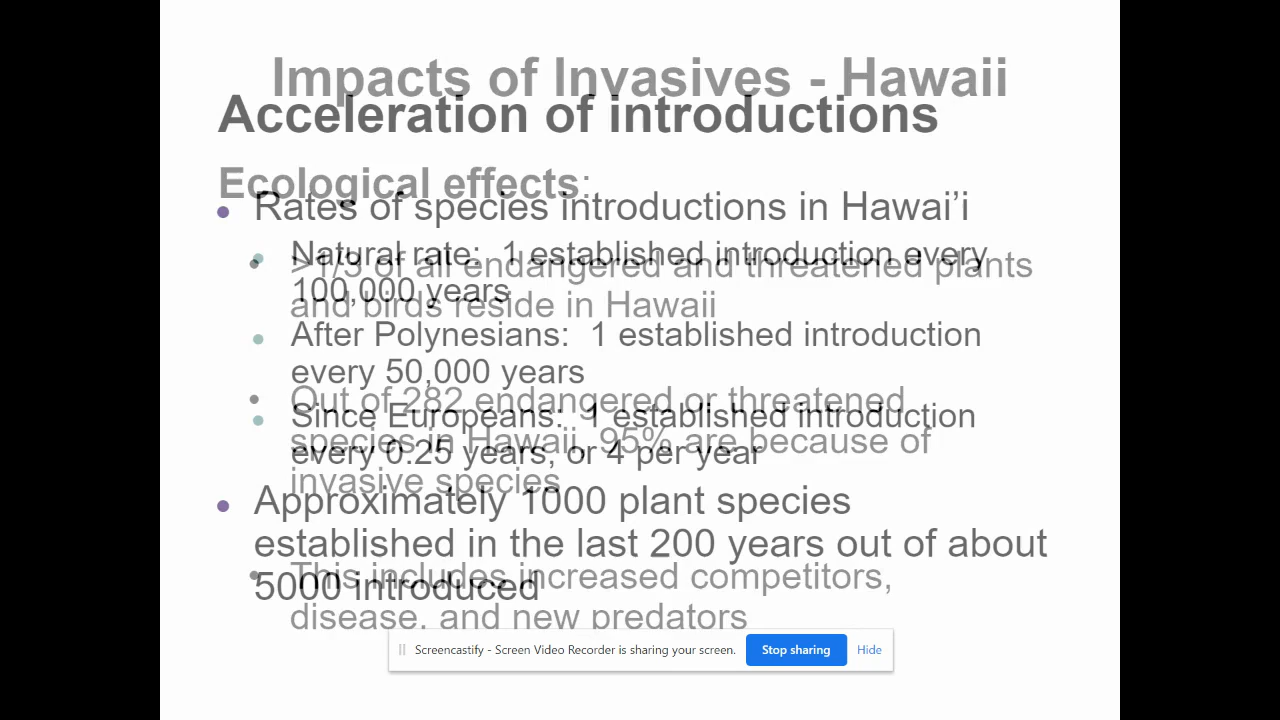 Impacts of Invasives - Hawaii
Acceleration of introductions
Ecological effects:
Rates of species introductions in Hawai’i
Natural rate: 1 established introduction every
100,000 years
>1/3 of all endangered and threatened plants
and birds reside in Hawaii
After Polynesians: 1 established introduction
every 50,000 years
Out of 282 endangered or threatened
species in Hawaii, 95% are because of
invasive species
Since Europeans: 1 established introduction
every 0.25 years, or 4 per year
Approximately 1000 plant species
established in the last 200 years out of about
5000 introduced
This includes increased competitors,
disease, and new predators
Screencastify - Screen Video Recorder is sharing your screen. Stop sharing Hide